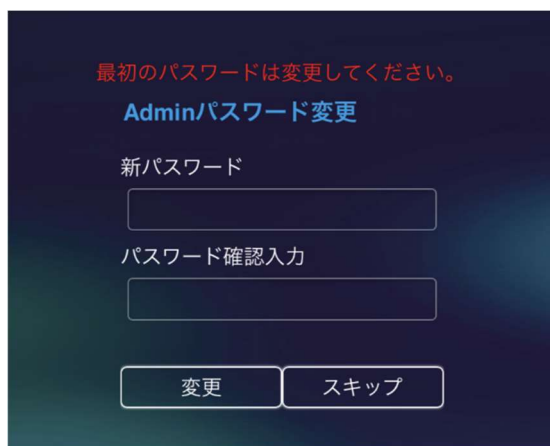 最初のパスワードは変更してください。
Adminパスワード変更
新パスワード
パスワード確認入力
変更 スキップ